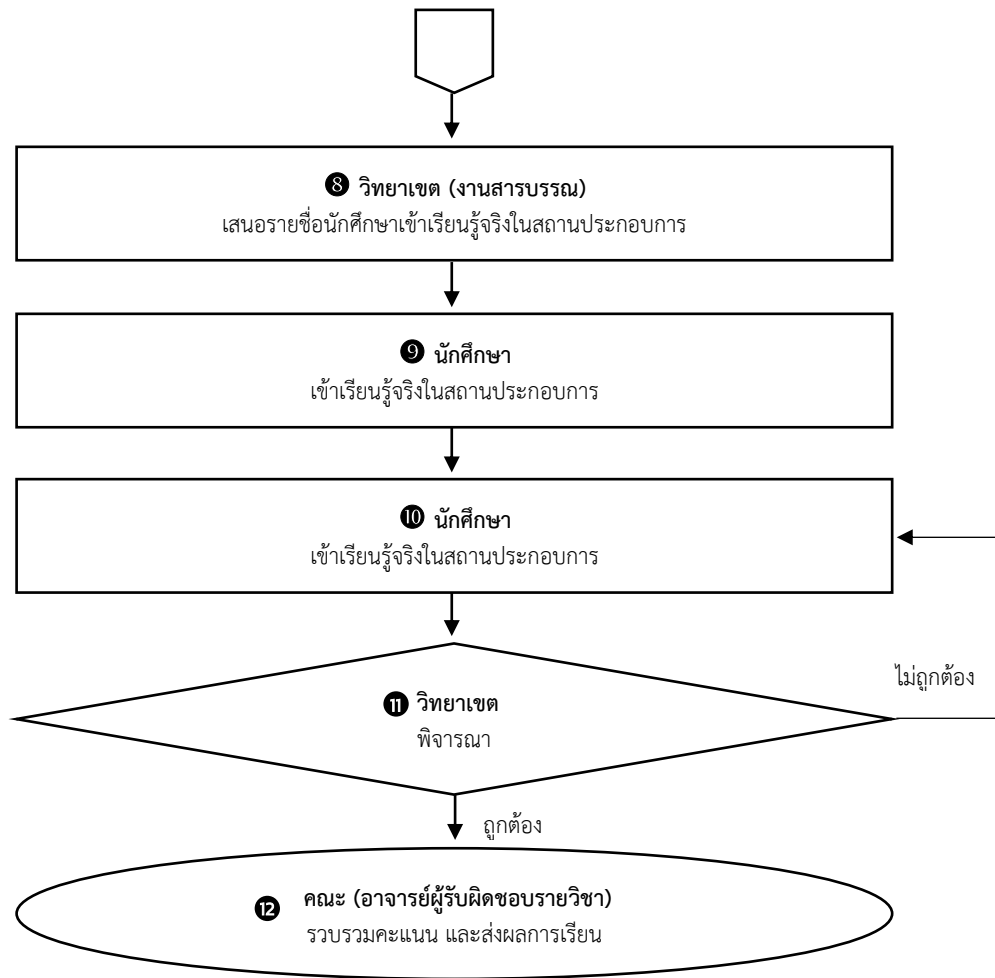 ❽ วิทยาเขต (งานสารบรรณ)
เสนอรายชื่อนักศึกษาเข้าเรียนรู้จริงในสถานประกอบการ
❾ นักศึกษา
เข้าเรียนรู้จริงในสถานประกอบการ
❿ นักศึกษา
เข้าเรียนรู้จริงในสถานประกอบการ
ไม่ถูกต้อง
⓫ วิทยาเขต
พิจารณา
ถูกต้อง
⓬ คณะ (อาจารย์ผู้รับผิดชอบรายวิชา)
รวบรวมคะแนน และส่งผลการเรียน